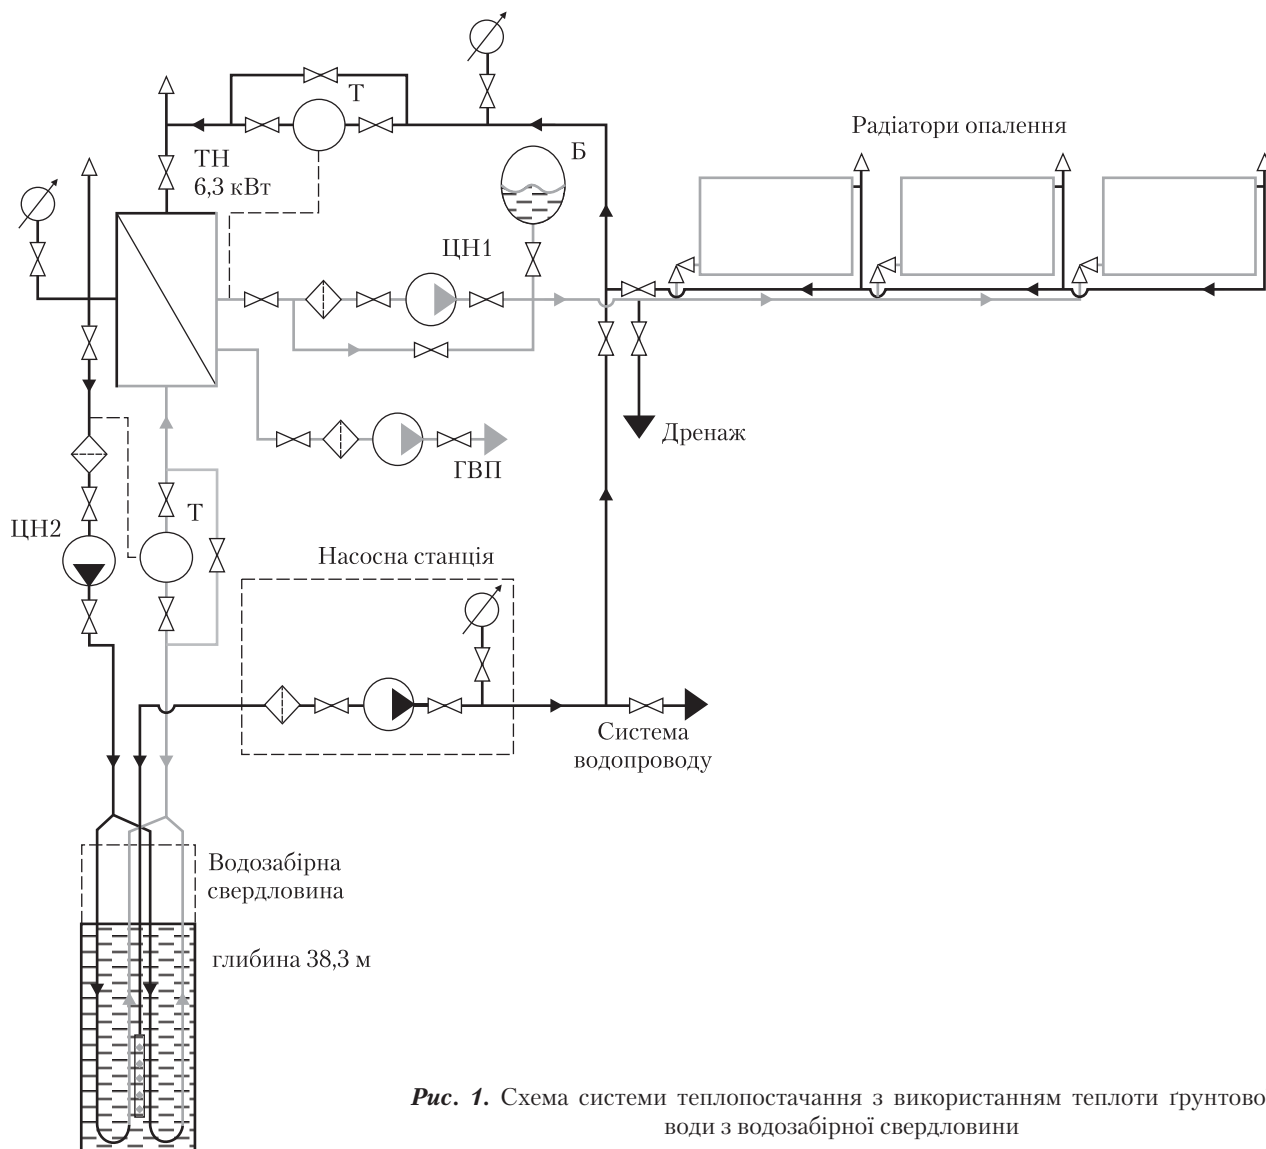 Т
Б
Радіатори опалення
ТН
6,3 кВт
ЦН1
Дренаж
ГВП
Т
ЦН2
Насосна станція
Система
водопроводу
Водозабірна
свердловина
глибина 38,3 м
Рис. 1. Схема системи теплопостачання з використанням теплоти ґрунтово
води з водозабірної свердловини